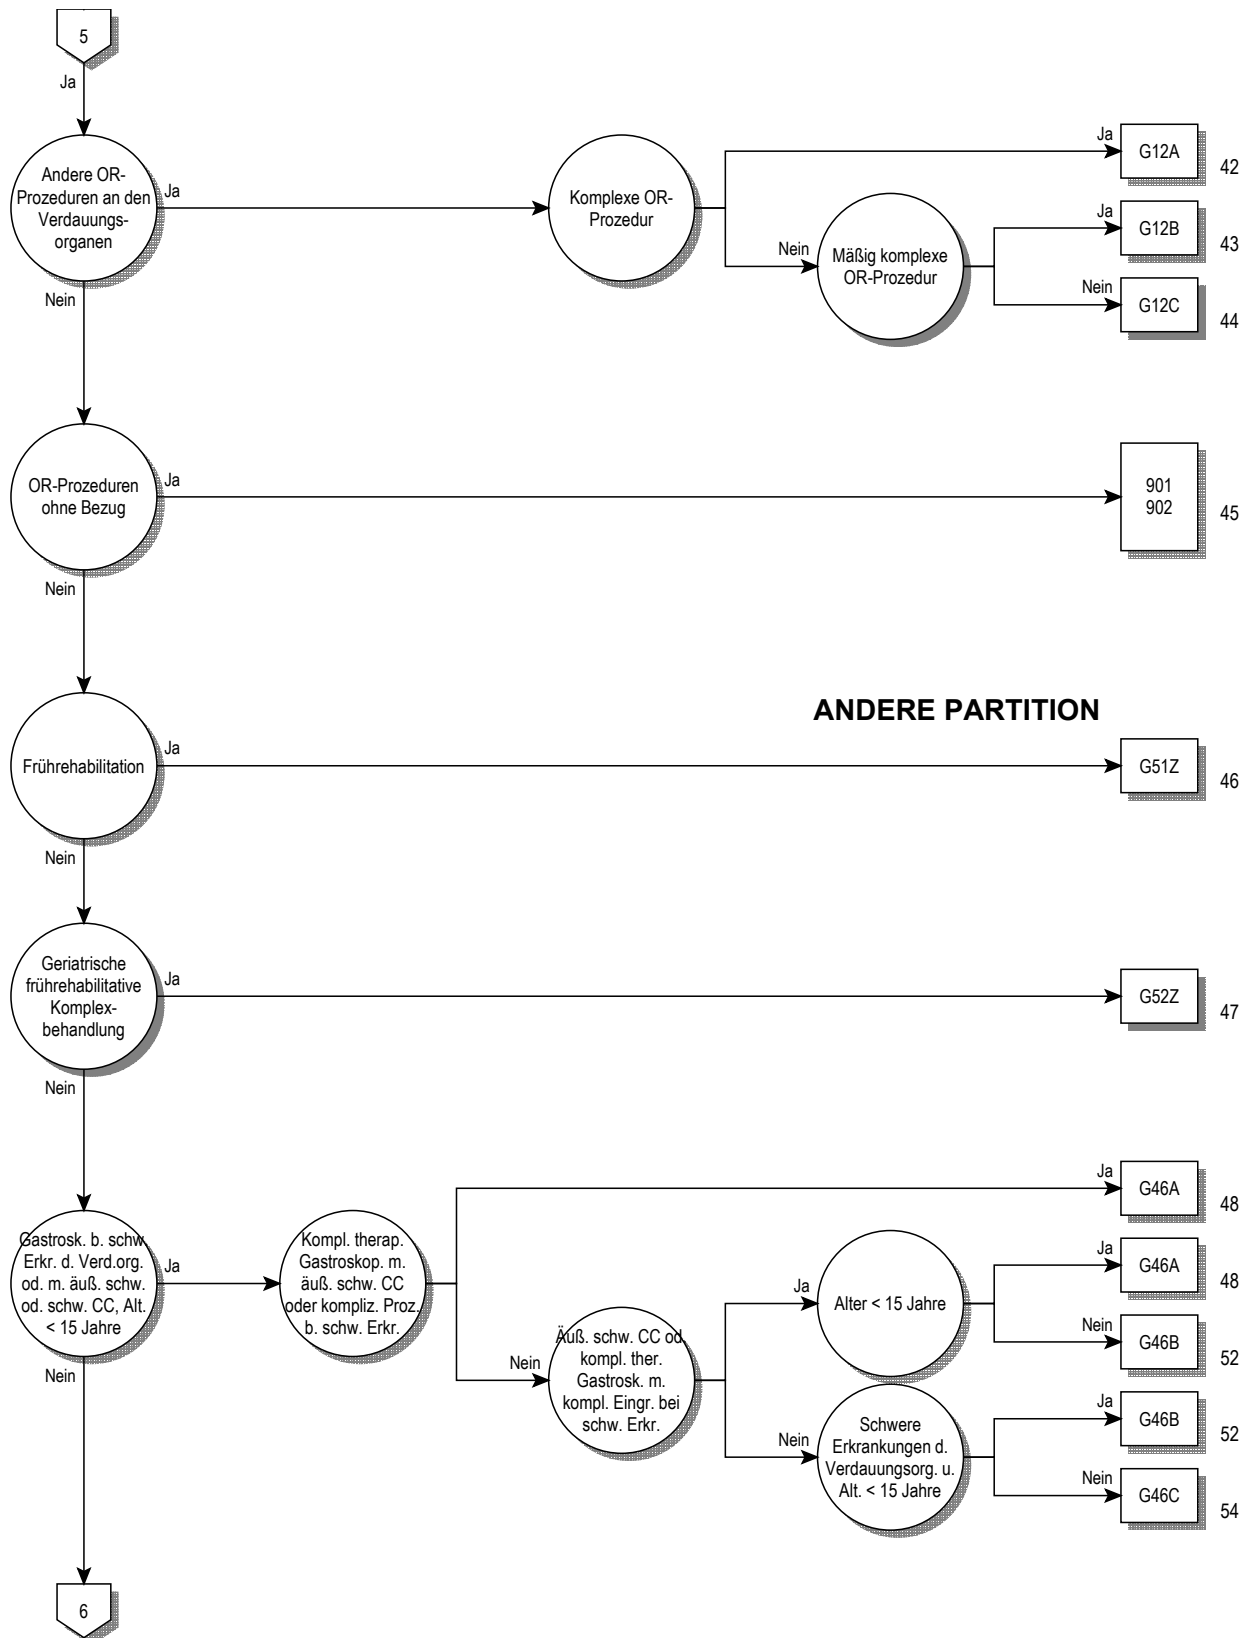 5
Ja
Andere OR-
Prozeduren an den
Verdauungs-
organen
Ja
Komplexe OR-
Prozedur
Ja
G12A
42
Nein
Mäßig komplexe
OR-Prozedur
Ja
G12B
43
Nein
G12C
44
Nein
OR-Prozeduren
ohne Bezug
Ja
901
902
45
Nein
ANDERE PARTITION
Frührehabilitation
Ja
G51Z
46
Nein
Geriatrische
frührehabilitative
Komplex-
behandlung
Ja
G52Z
47
Nein
Gastrosk. b. schw.
Erkr. d. Verd.org.
od. m. äuß. schw.
od. schw. CC, Alt.
< 15 Jahre
Ja
Kompl. therap.
Gastroskop. m.
äuß. schw. CC
oder kompliz. Proz.
b. schw. Erkr.
Ja
G46A
48
Nein
Äuß. schw. CC od.
kompl. ther.
Gastrosk. m.
kompl. Eingr. bei
schw. Erkr.
Ja
Alter < 15 Jahre
Ja
G46A
48
Nein
G46B
52
Nein
Schwere
Erkrankungen d.
Verdauungsorg. u.
Alt. < 15 Jahre
Ja
G46B
52
Nein
G46C
54
Nein
6